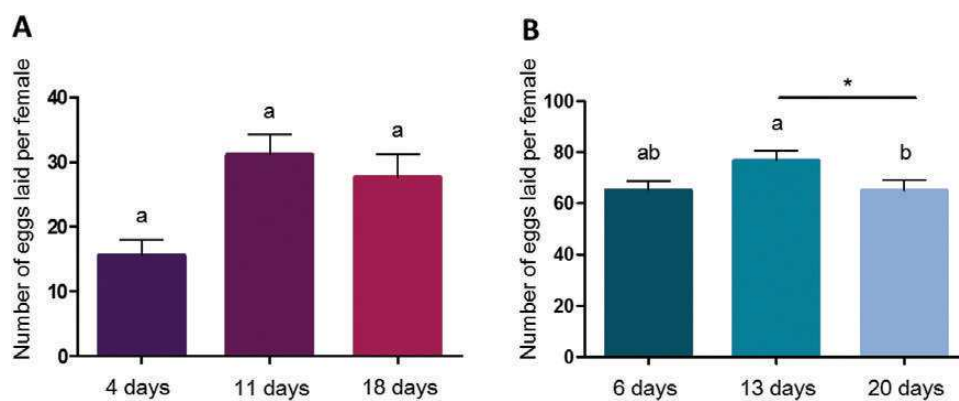 A
Number of eggs laid per female
40
30
20
10
0
a
a
a
4 days
11 days
18 days
B
Number of eggs laid per female
100
80
60
40
20
0
ab
a
b
*
6 days
13 days
20 days